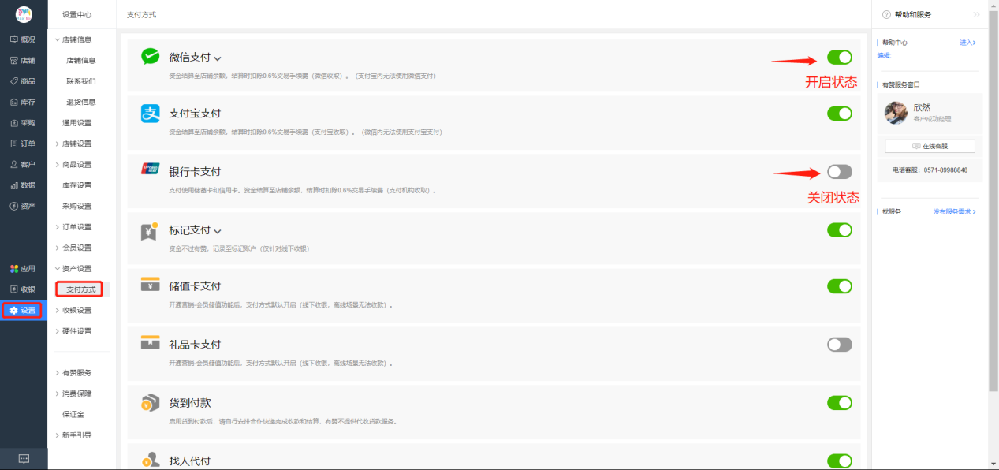 概况
店铺
商品
库存
采购
订单
客户
数据
资产
应用
收银
设置
设置中心
店铺信息
店铺信息
联系我们
退货信息
通用设置
店铺设置
商品设置
库存设置
采购设置
订单设置
会员设置
资产设置
支付方式
收银设置
硬件设置
有赞服务
消费保障
保证金
新手引导
支付方式
微信支付
资金结算至店铺余额，结算时扣除0.6%交易手续费（微信收取）。（支付宝内无法使用微信支付）
开启状态
支付宝支付
资金结算至店铺余额，结算时扣除0.6%交易手续费（支付宝收取）。（微信内无法使用支付宝支付）
银行卡支付
支付使用储蓄卡和信用卡。资金结算至店铺余额，结算时扣除0.6%交易手续费（支付机构收取）。
关闭状态
标记支付
资金不过有赞，记录至标记账户（仅针对线下收银）
储值卡支付
开通营销-会员储值功能后，支付方式默认开启（线下收银，离线场景无法收款）。
礼品卡支付
开通营销-会员储值功能后，支付方式默认开启（线下收银，离线场景无法收款）。
货到付款
启用货到付款后，请自行安排合作快递完成收款和结算，有赞不提供代收货款服务。
找人代付
帮助和服务
帮助中心
进入>
编辑
有赞服务窗口
欣然
客户成功经理
在线客服
电话客服：0571-89988848
找服务
发布服务需求>